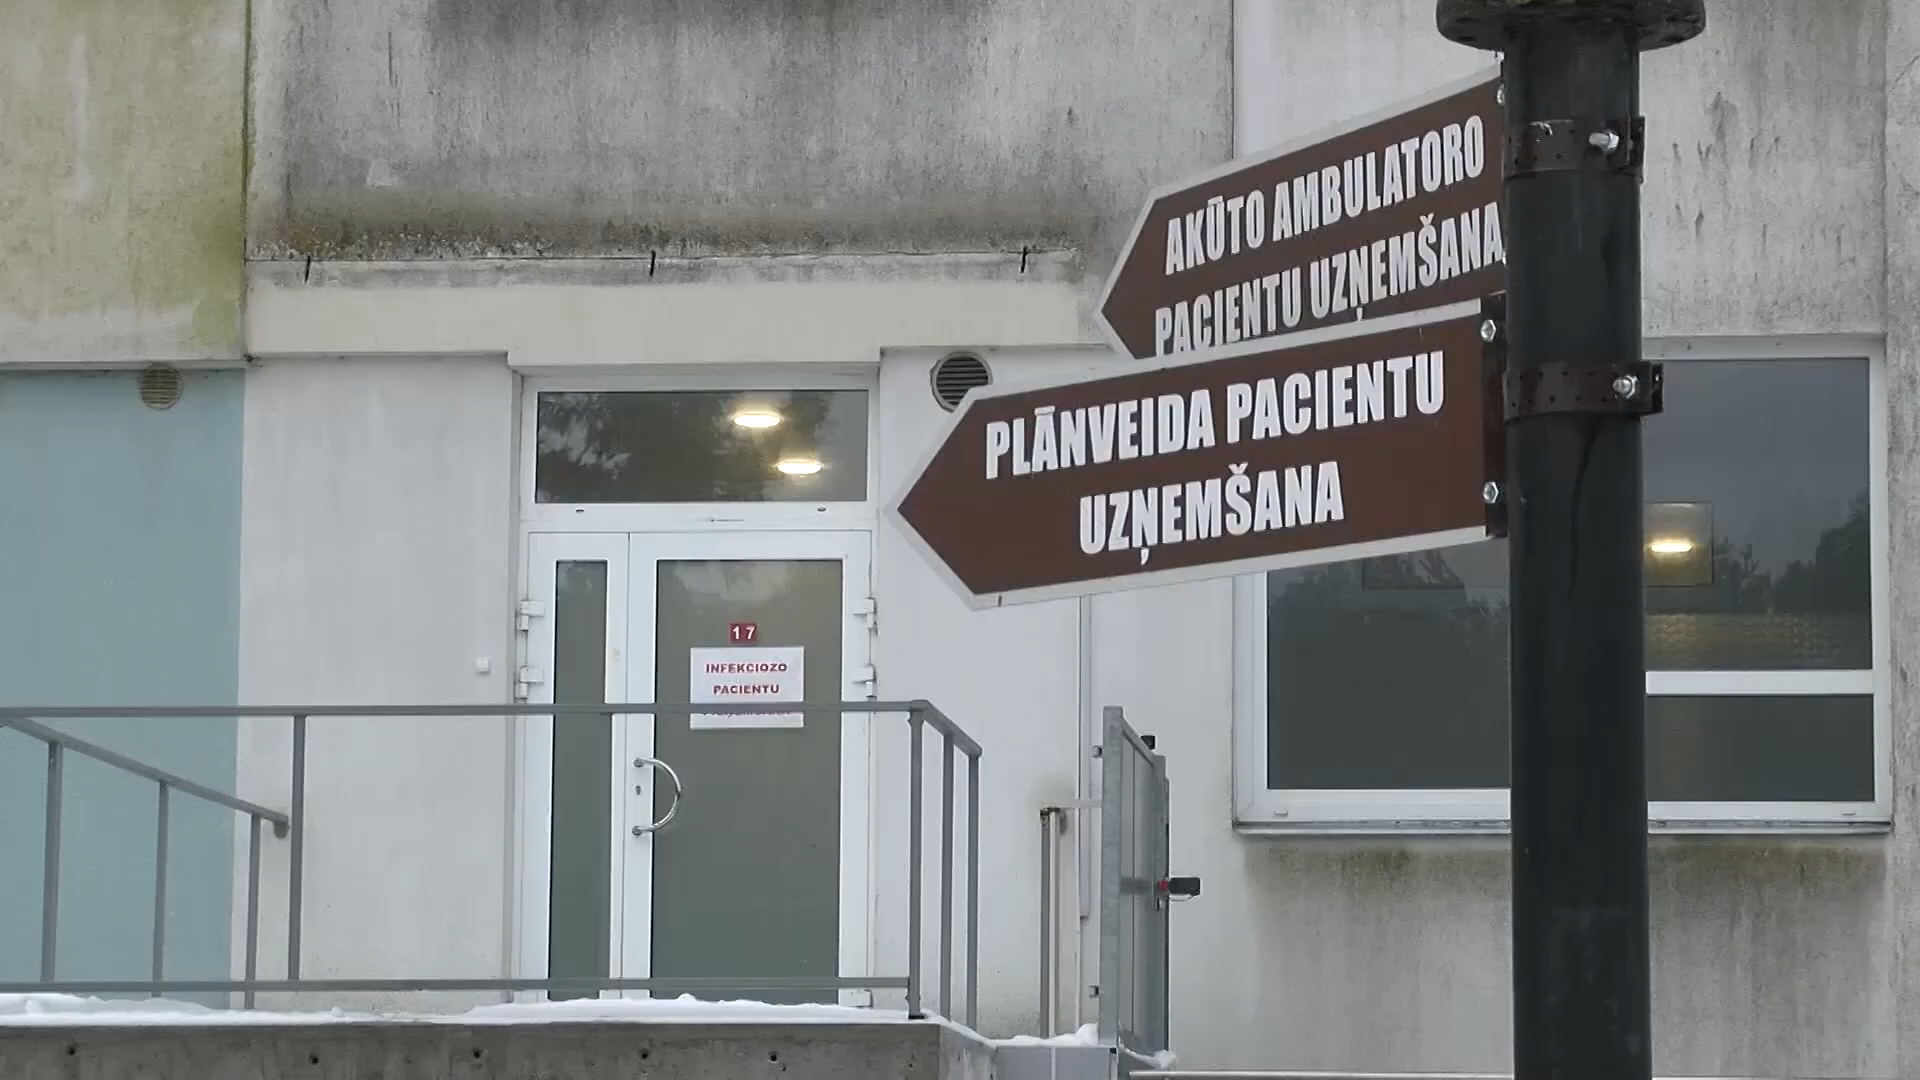 AKŪTO AMBULATORO
PACIENTU UZŅEMŠANA
PLĀNVEIDA PACIENTU
UZŅEMŠANA
17
INFEKCIOZO
PACIENTU